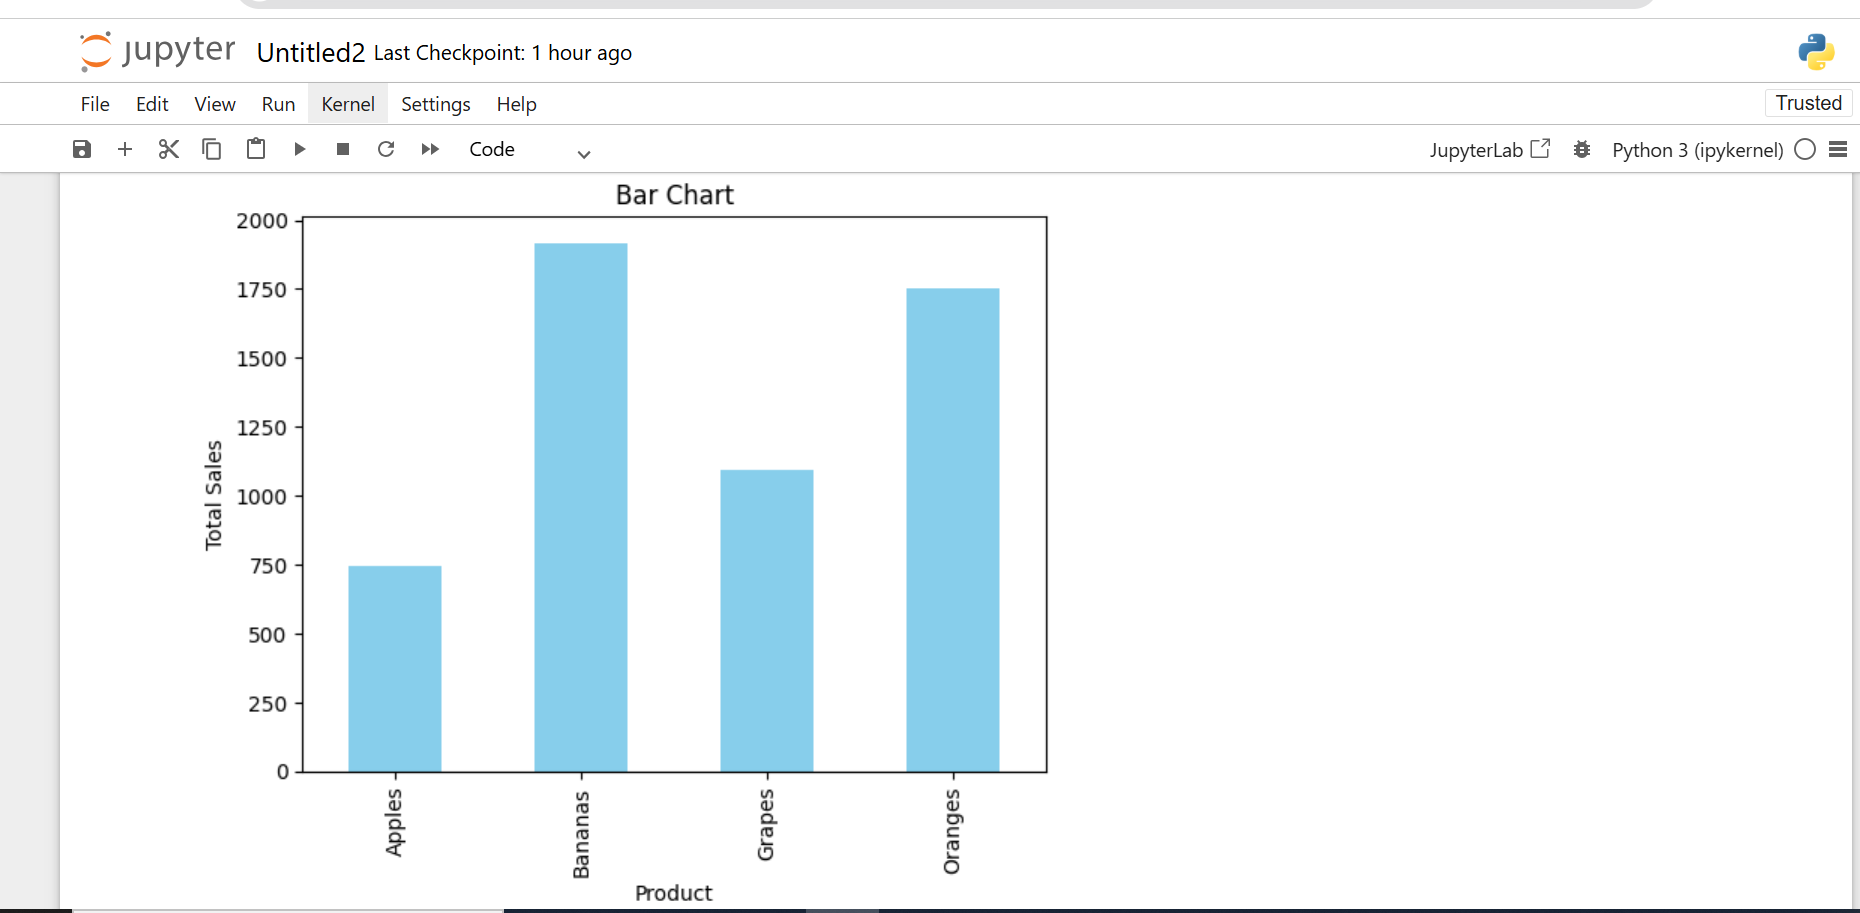 jupyter Untitled2 Last Checkpoint: 1 hour ago
File Edit View Run Kernel Settings Help Trusted
Code JupyterLab Python 3 (ipykernel)
Bar Chart
2000
1750
1500
1250
1000
750
500
250
0
Total Sales
Apples Bananas Grapes Oranges
Product